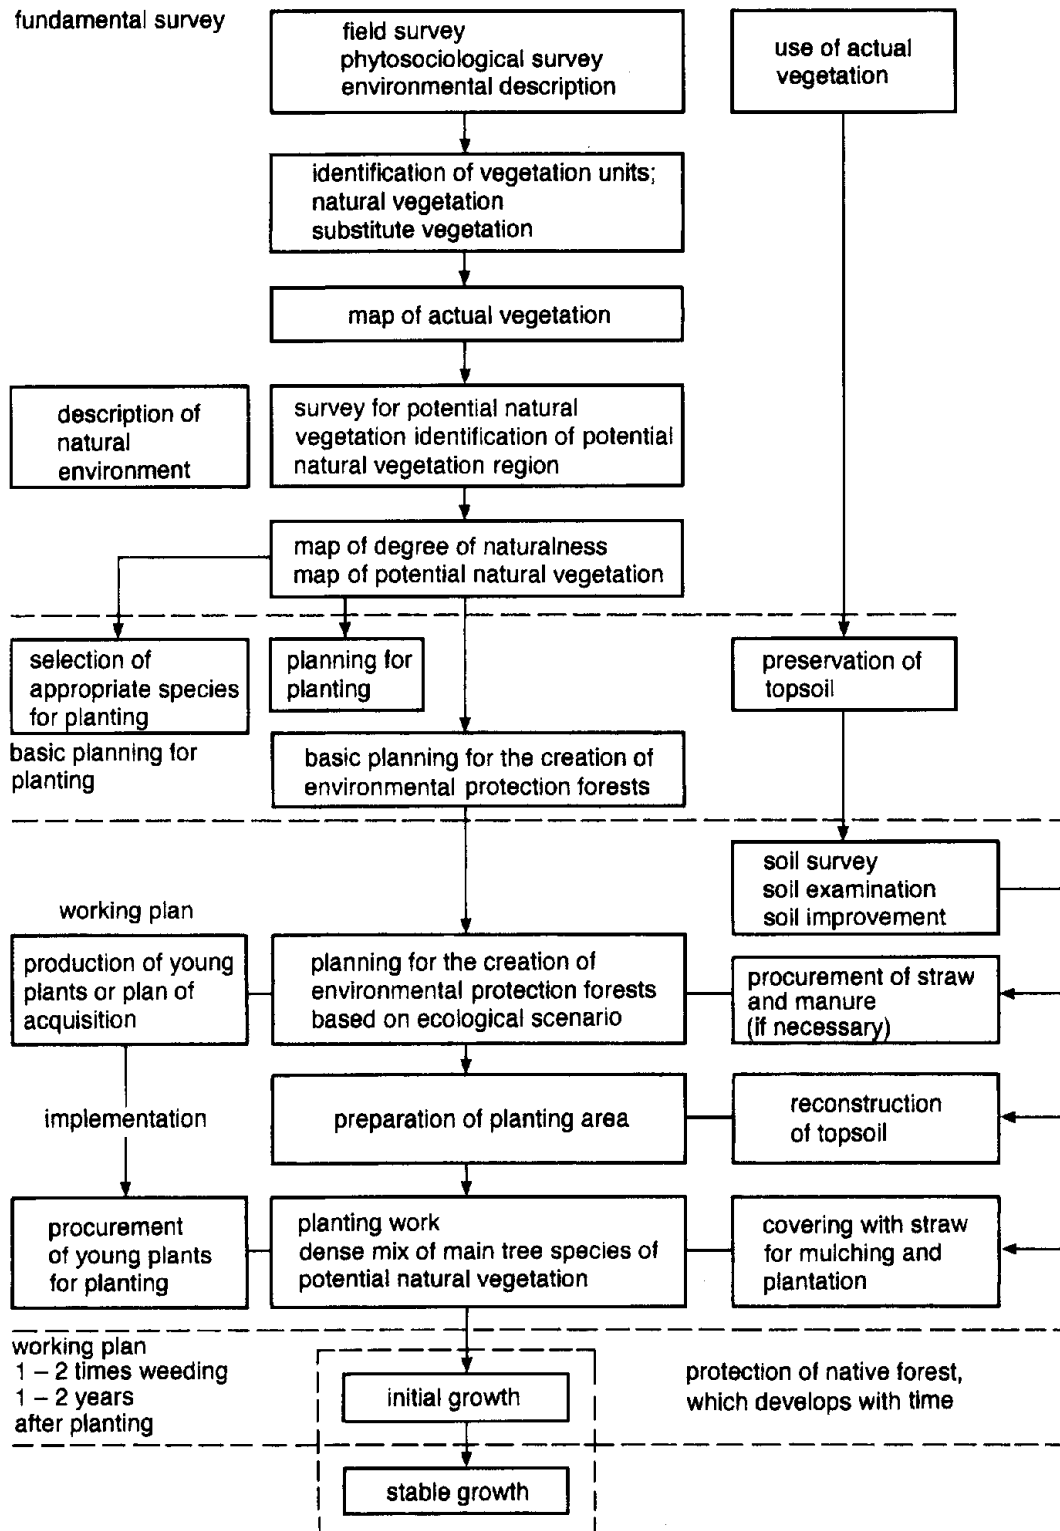 fundamental survey
field survey
phytosociological survey
environmental description
use of actual
vegetation
identification of vegetation units;
natural vegetation
substitute vegetation
map of actual vegetation
description of
natural
environment
survey for potential natural
vegetation identification of potential
natural vegetation region
map of degree of naturalness
map of potential natural vegetation
selection of
appropriate species
for planting
planning for
planting
preservation of
topsoil
basic planning for
planting
basic planning for the creation of
environmental protection forests
soil survey
soil examination
soil improvement
working plan
production of young
plants or plan of
acquisition
planning for the creation of
environmental protection forests
based on ecological scenario
procurement of straw
and manure
(if necessary)
implementation
preparation of planting area
reconstruction
of topsoil
procurement
of young plants
for planting
planting work
dense mix of main tree species of
potential natural vegetation
covering with straw
for mulching and
plantation
working plan
1 – 2 times weeding
1 – 2 years
after planting
initial growth
protection of native forest,
which develops with time
stable growth